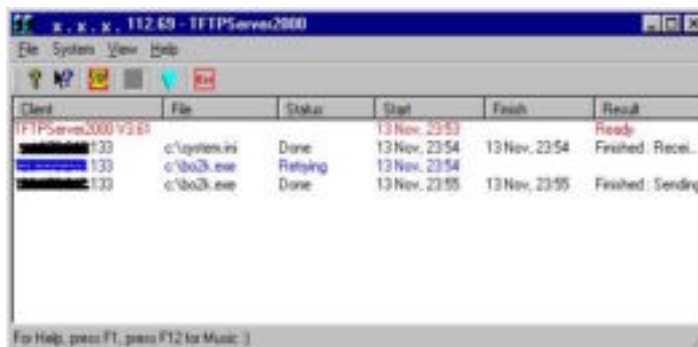 x . x . x . 112.69 - TFTPServer2000
File System View Help
Client File Status Start Finish Result
TFTPServer2000 V3.61 13 Nov, 23:53 Ready
.133 c:\system.ini Done 13 Nov, 23:54 13 Nov, 23:54 Finished : Recei...
.133 c:\bo2k.exe Retrying 13 Nov, 23:54
.133 c:\bo2k.exe Done 13 Nov, 23:55 13 Nov, 23:55 Finished : Sending
For Help, press F1, press F12 for Music :)